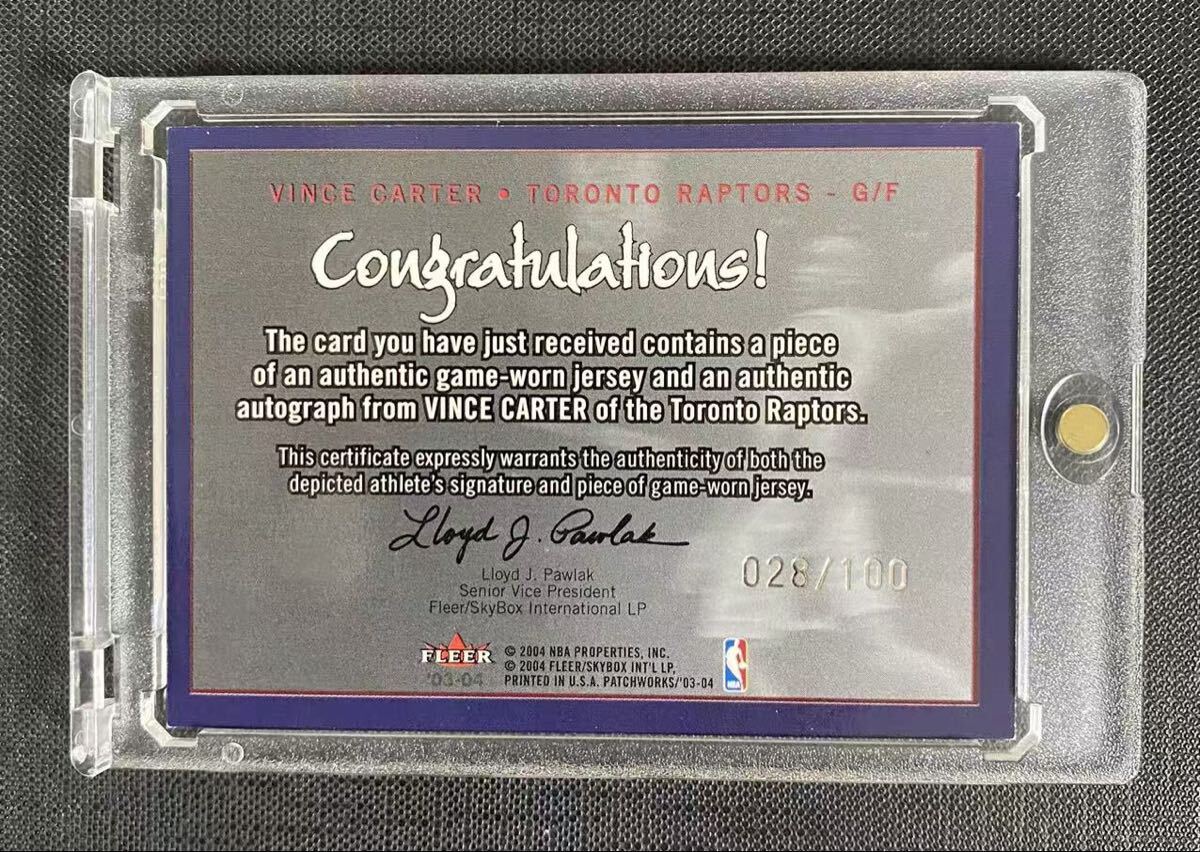 VINCE CARTER • TORONTO RAPTORS - G/F
Congratulations!
The card you have just received contains a piece
of an authentic game-worn jersey and an authentic
autograph from VINCE CARTER of the Toronto Raptors.
This certificate expressly warrants the authenticity of both the
depicted athlete's signature and piece of game-worn jersey.
Lloyd J. Pawlak
Lloyd J. Pawlak
Senior Vice President
Fleer/SkyBox International LP
028/100
FLEER
'03-04
© 2004 NBA PROPERTIES, INC.
© 2004 FLEER/SKYBOX INT'L LP,
PRINTED IN U.S.A. PATCHWORKS/'03-04
NBA